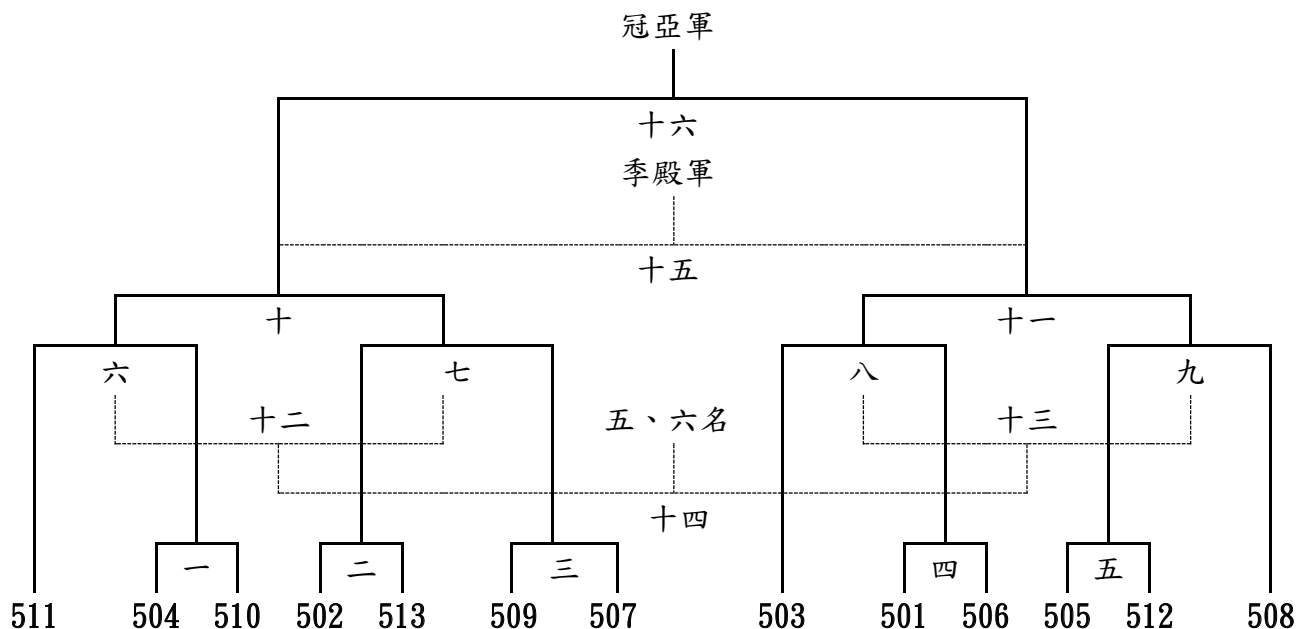 冠亞軍
十六
季殿軍
十五
十 十一
六 七 八 九
十二 五、六名 十三
十四
一 二 三 四 五
511 504 510 502 513 509 507 503 501 506 505 512 508